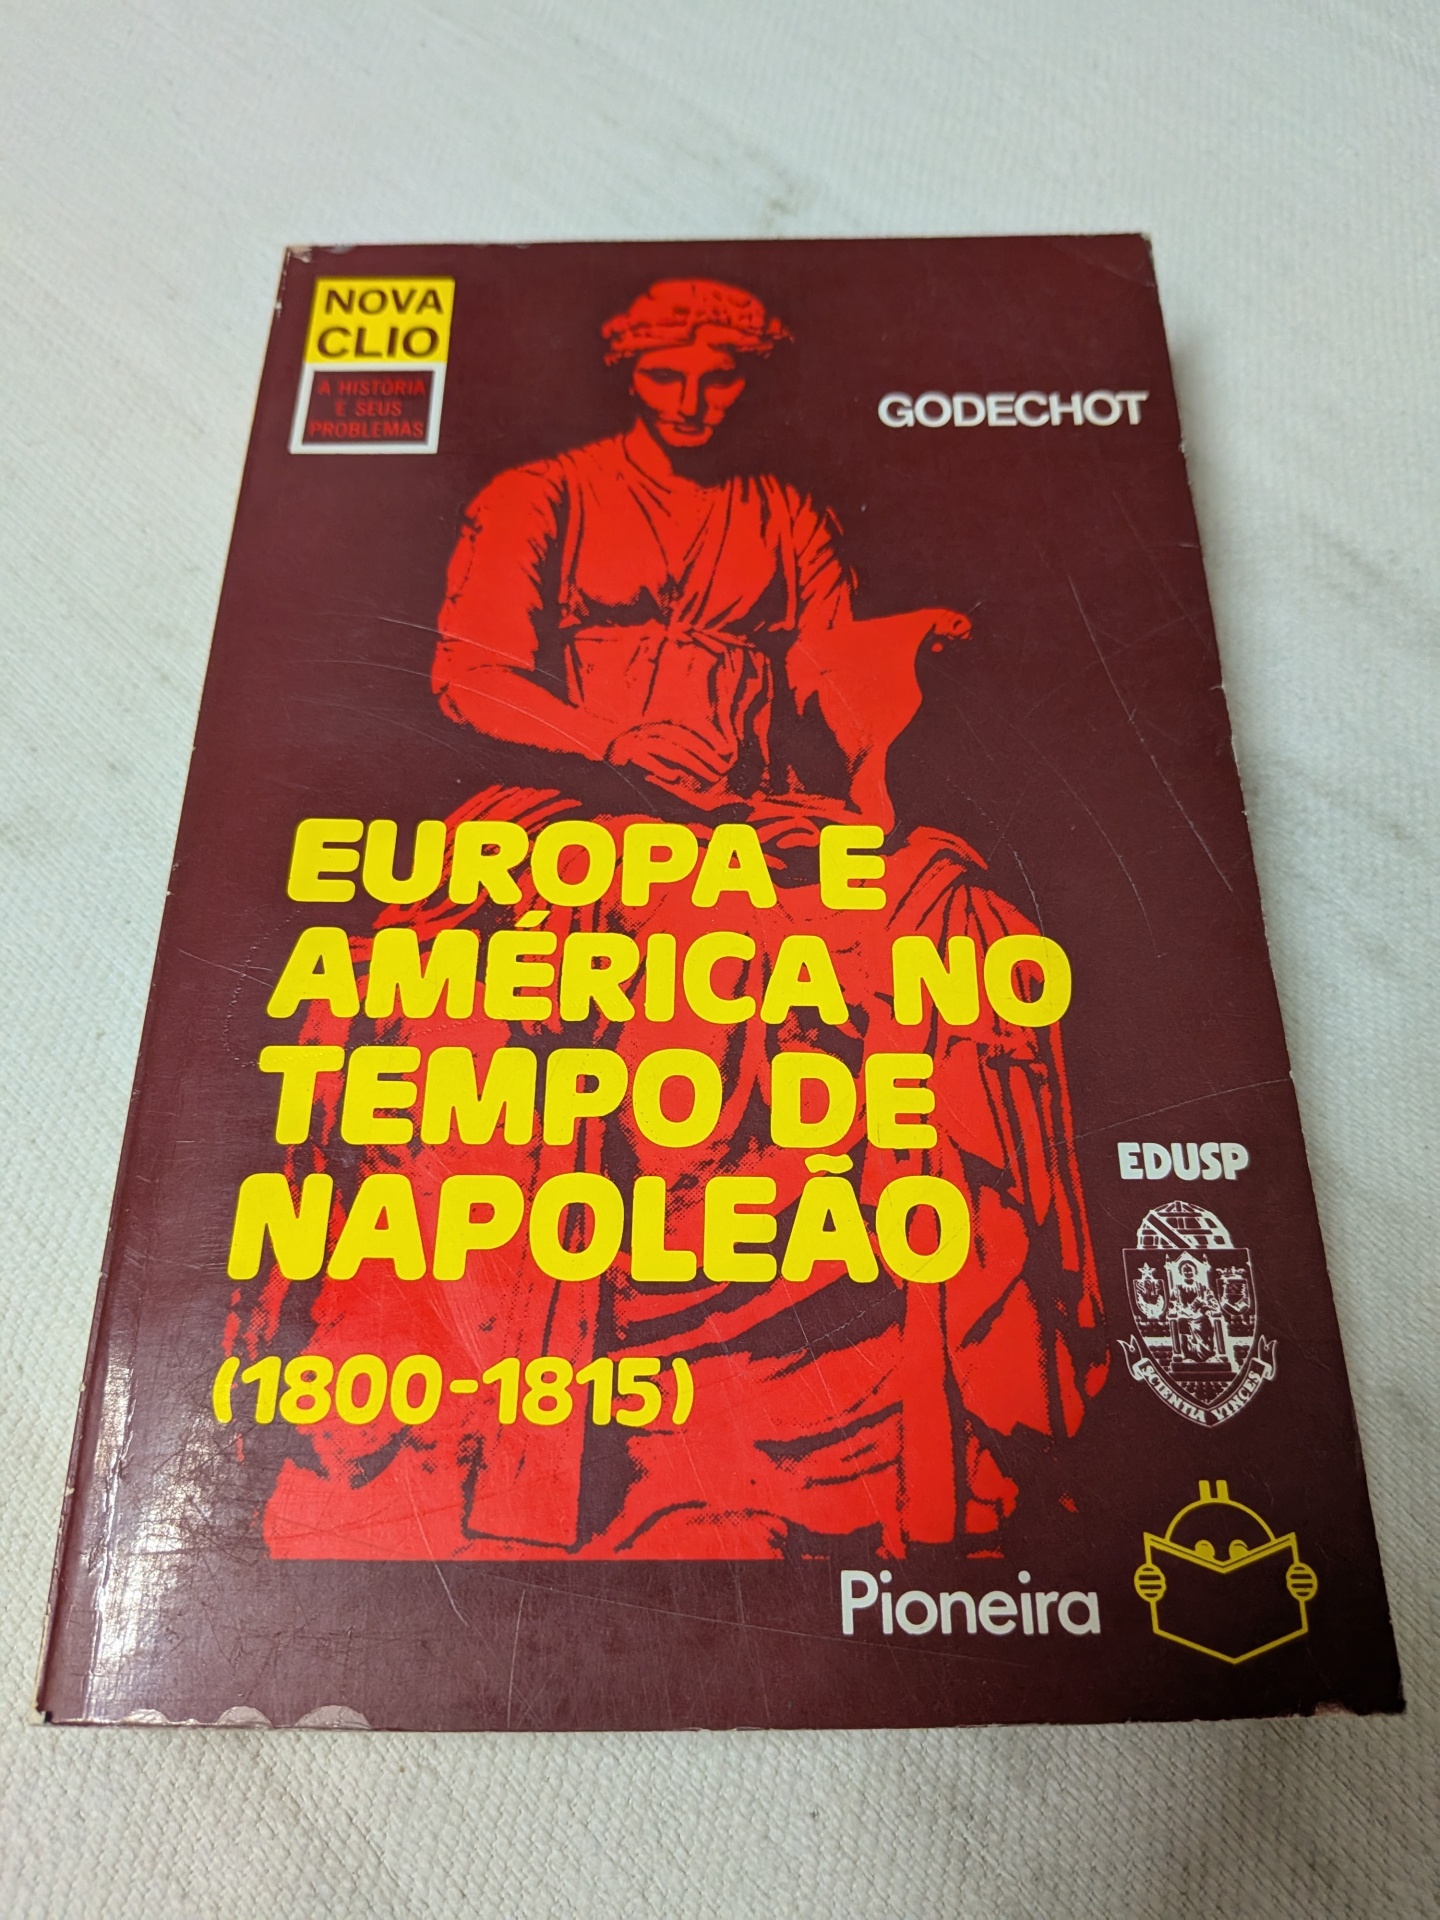 NOVA
CLIO
A HISTÓRIA
E SEUS
PROBLEMAS
GODECHOT
EUROPA E
AMÉRICA NO
TEMPO DE
NAPOLEÃO
(1800-1815)
EDUSP
SCIENTIA VINCES
Pioneira